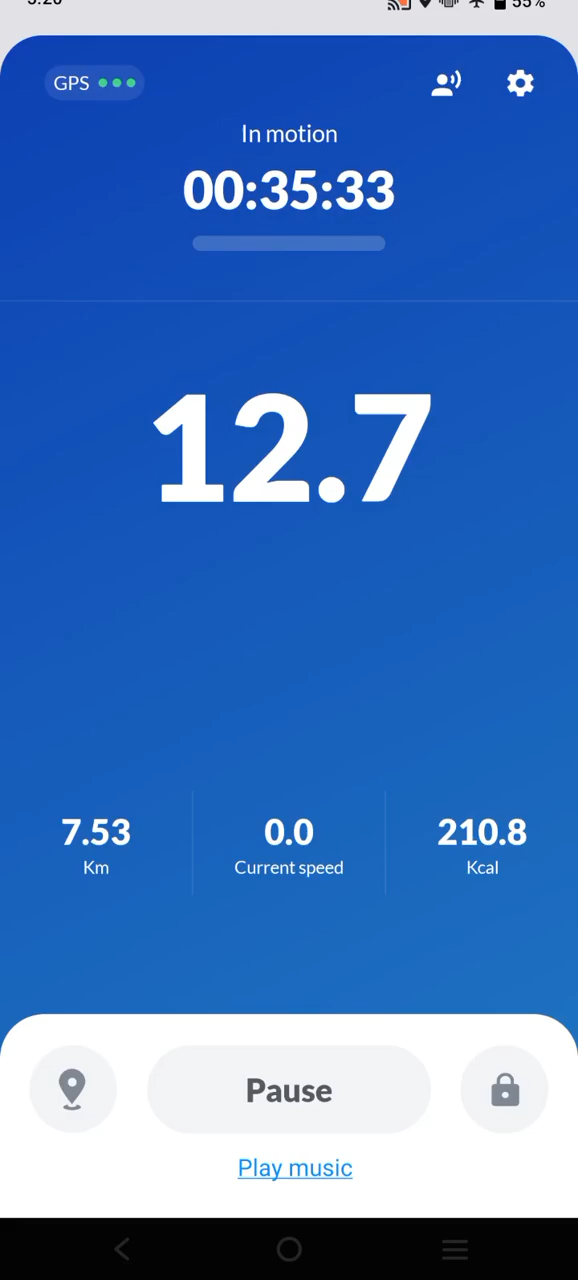 55%
GPS
In motion
00:35:33
12.7
7.53
0.0
210.8
Km
Current speed
Kcal
Pause
Play music